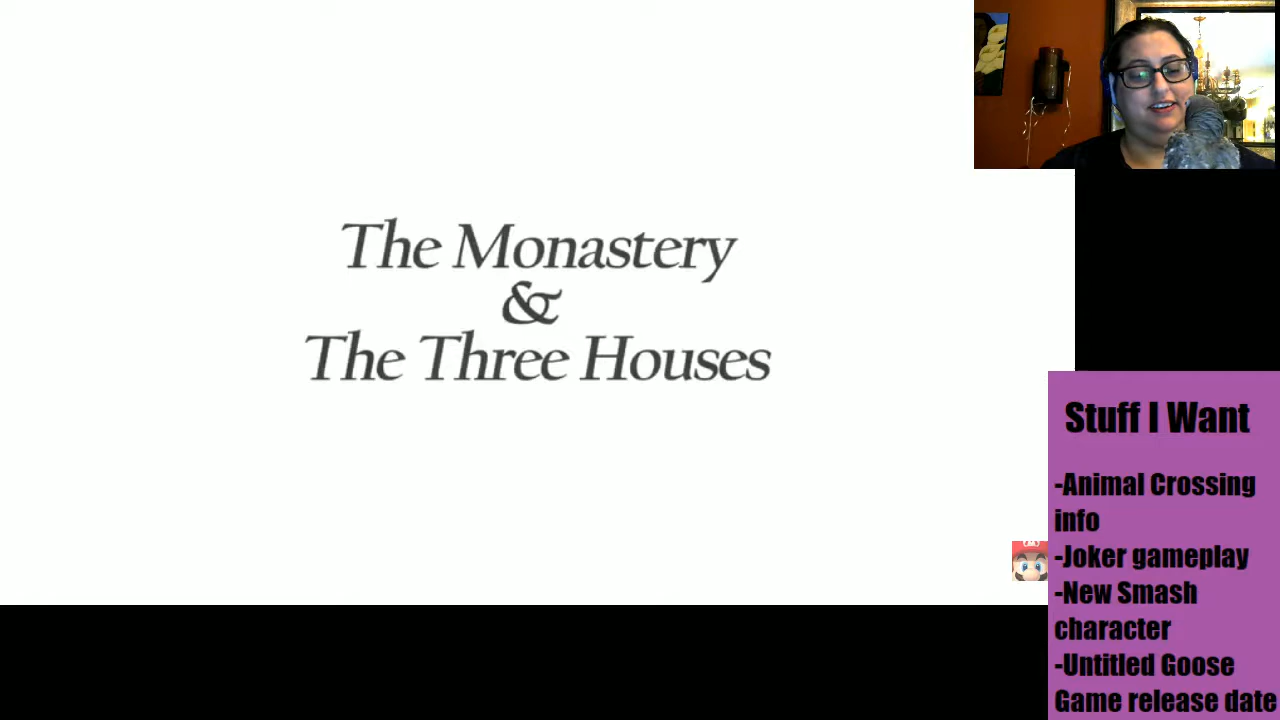 The Monastery
&
The Three Houses
Stuff I Want
-Animal Crossing
info
-Joker gameplay
-New Smash
character
-Untitled Goose
Game release date